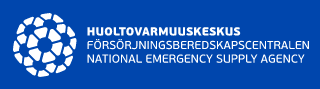 HUOLTOVARMUUSKESKUS
FÖRSÖRJNINGSBEREDSKAPSCENTRALEN
NATIONAL EMERGENCY SUPPLY AGENCY